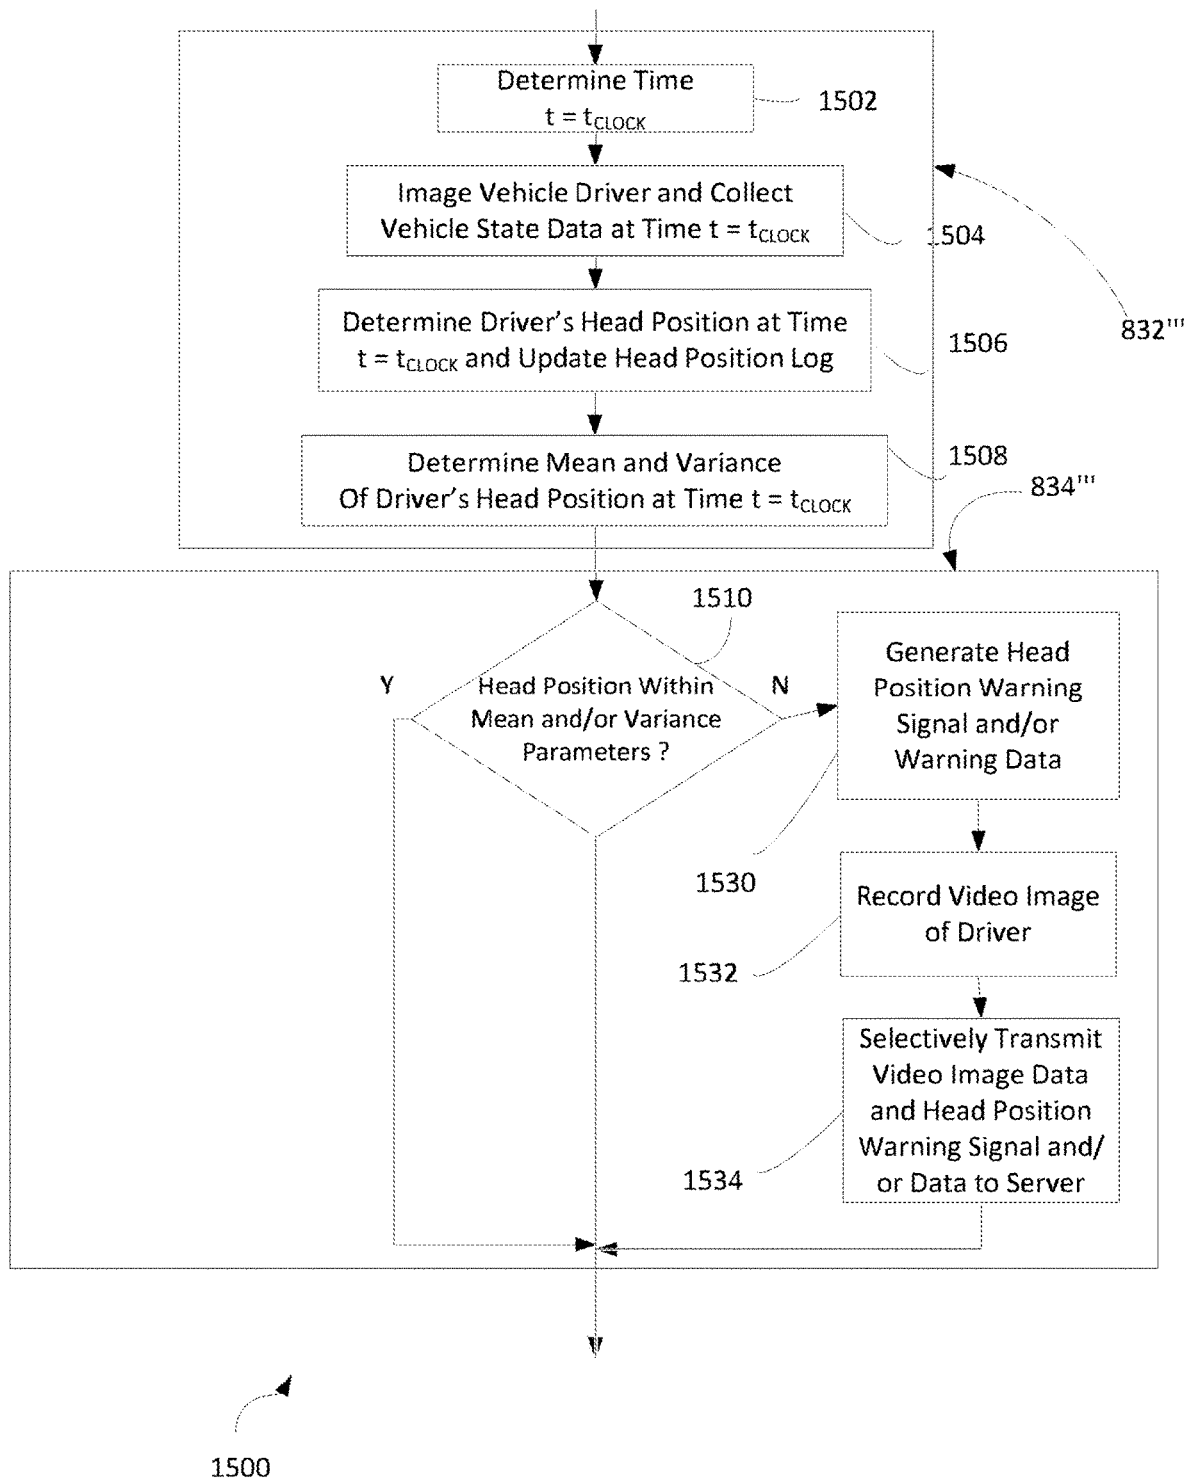 Determine Time
t = tCLOCK
1502
Image Vehicle Driver and Collect
Vehicle State Data at Time t = tCLOCK
1504
832'''
Determine Driver's Head Position at Time
t = tCLOCK and Update Head Position Log
1506
Determine Mean and Variance
Of Driver's Head Position at Time t = tCLOCK
1508
834'''
1510
Y
Head Position Within
Mean and/or Variance
Parameters ?
N
Generate Head
Position Warning
Signal and/or
Warning Data
1530
Record Video Image
of Driver
1532
Selectively Transmit
Video Image Data
and Head Position
Warning Signal and/
or Data to Server
1534
1500